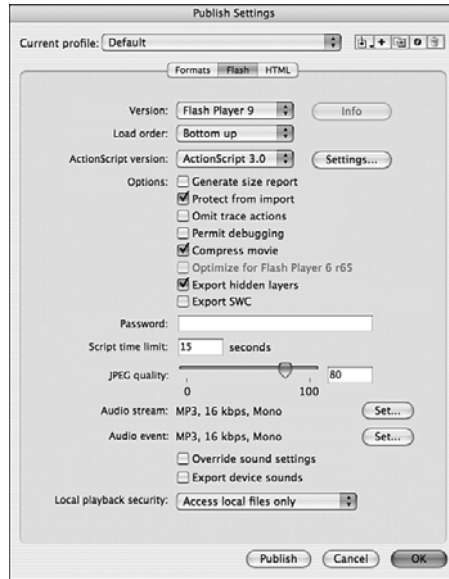 Publish Settings
Current profile: Default
Formats Flash HTML
Version: Flash Player 9 Info
Load order: Bottom up
ActionScript version: ActionScript 3.0 Settings...
Options: Generate size report
Protect from import
Omit trace actions
Permit debugging
Compress movie
Optimize for Flash Player 6 r65
Export hidden layers
Export SWC
Password:
Script time limit: 15 seconds
JPEG quality: 80
0 100
Audio stream: MP3, 16 kbps, Mono Set...
Audio event: MP3, 16 kbps, Mono Set...
Override sound settings
Export device sounds
Local playback security: Access local files only
Publish Cancel OK